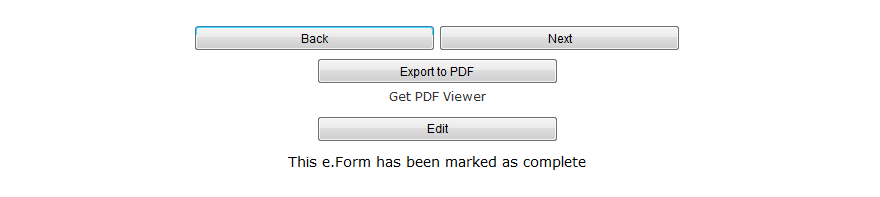 Back Next
Export to PDF
Get PDF Viewer
Edit
This e.Form has been marked as complete